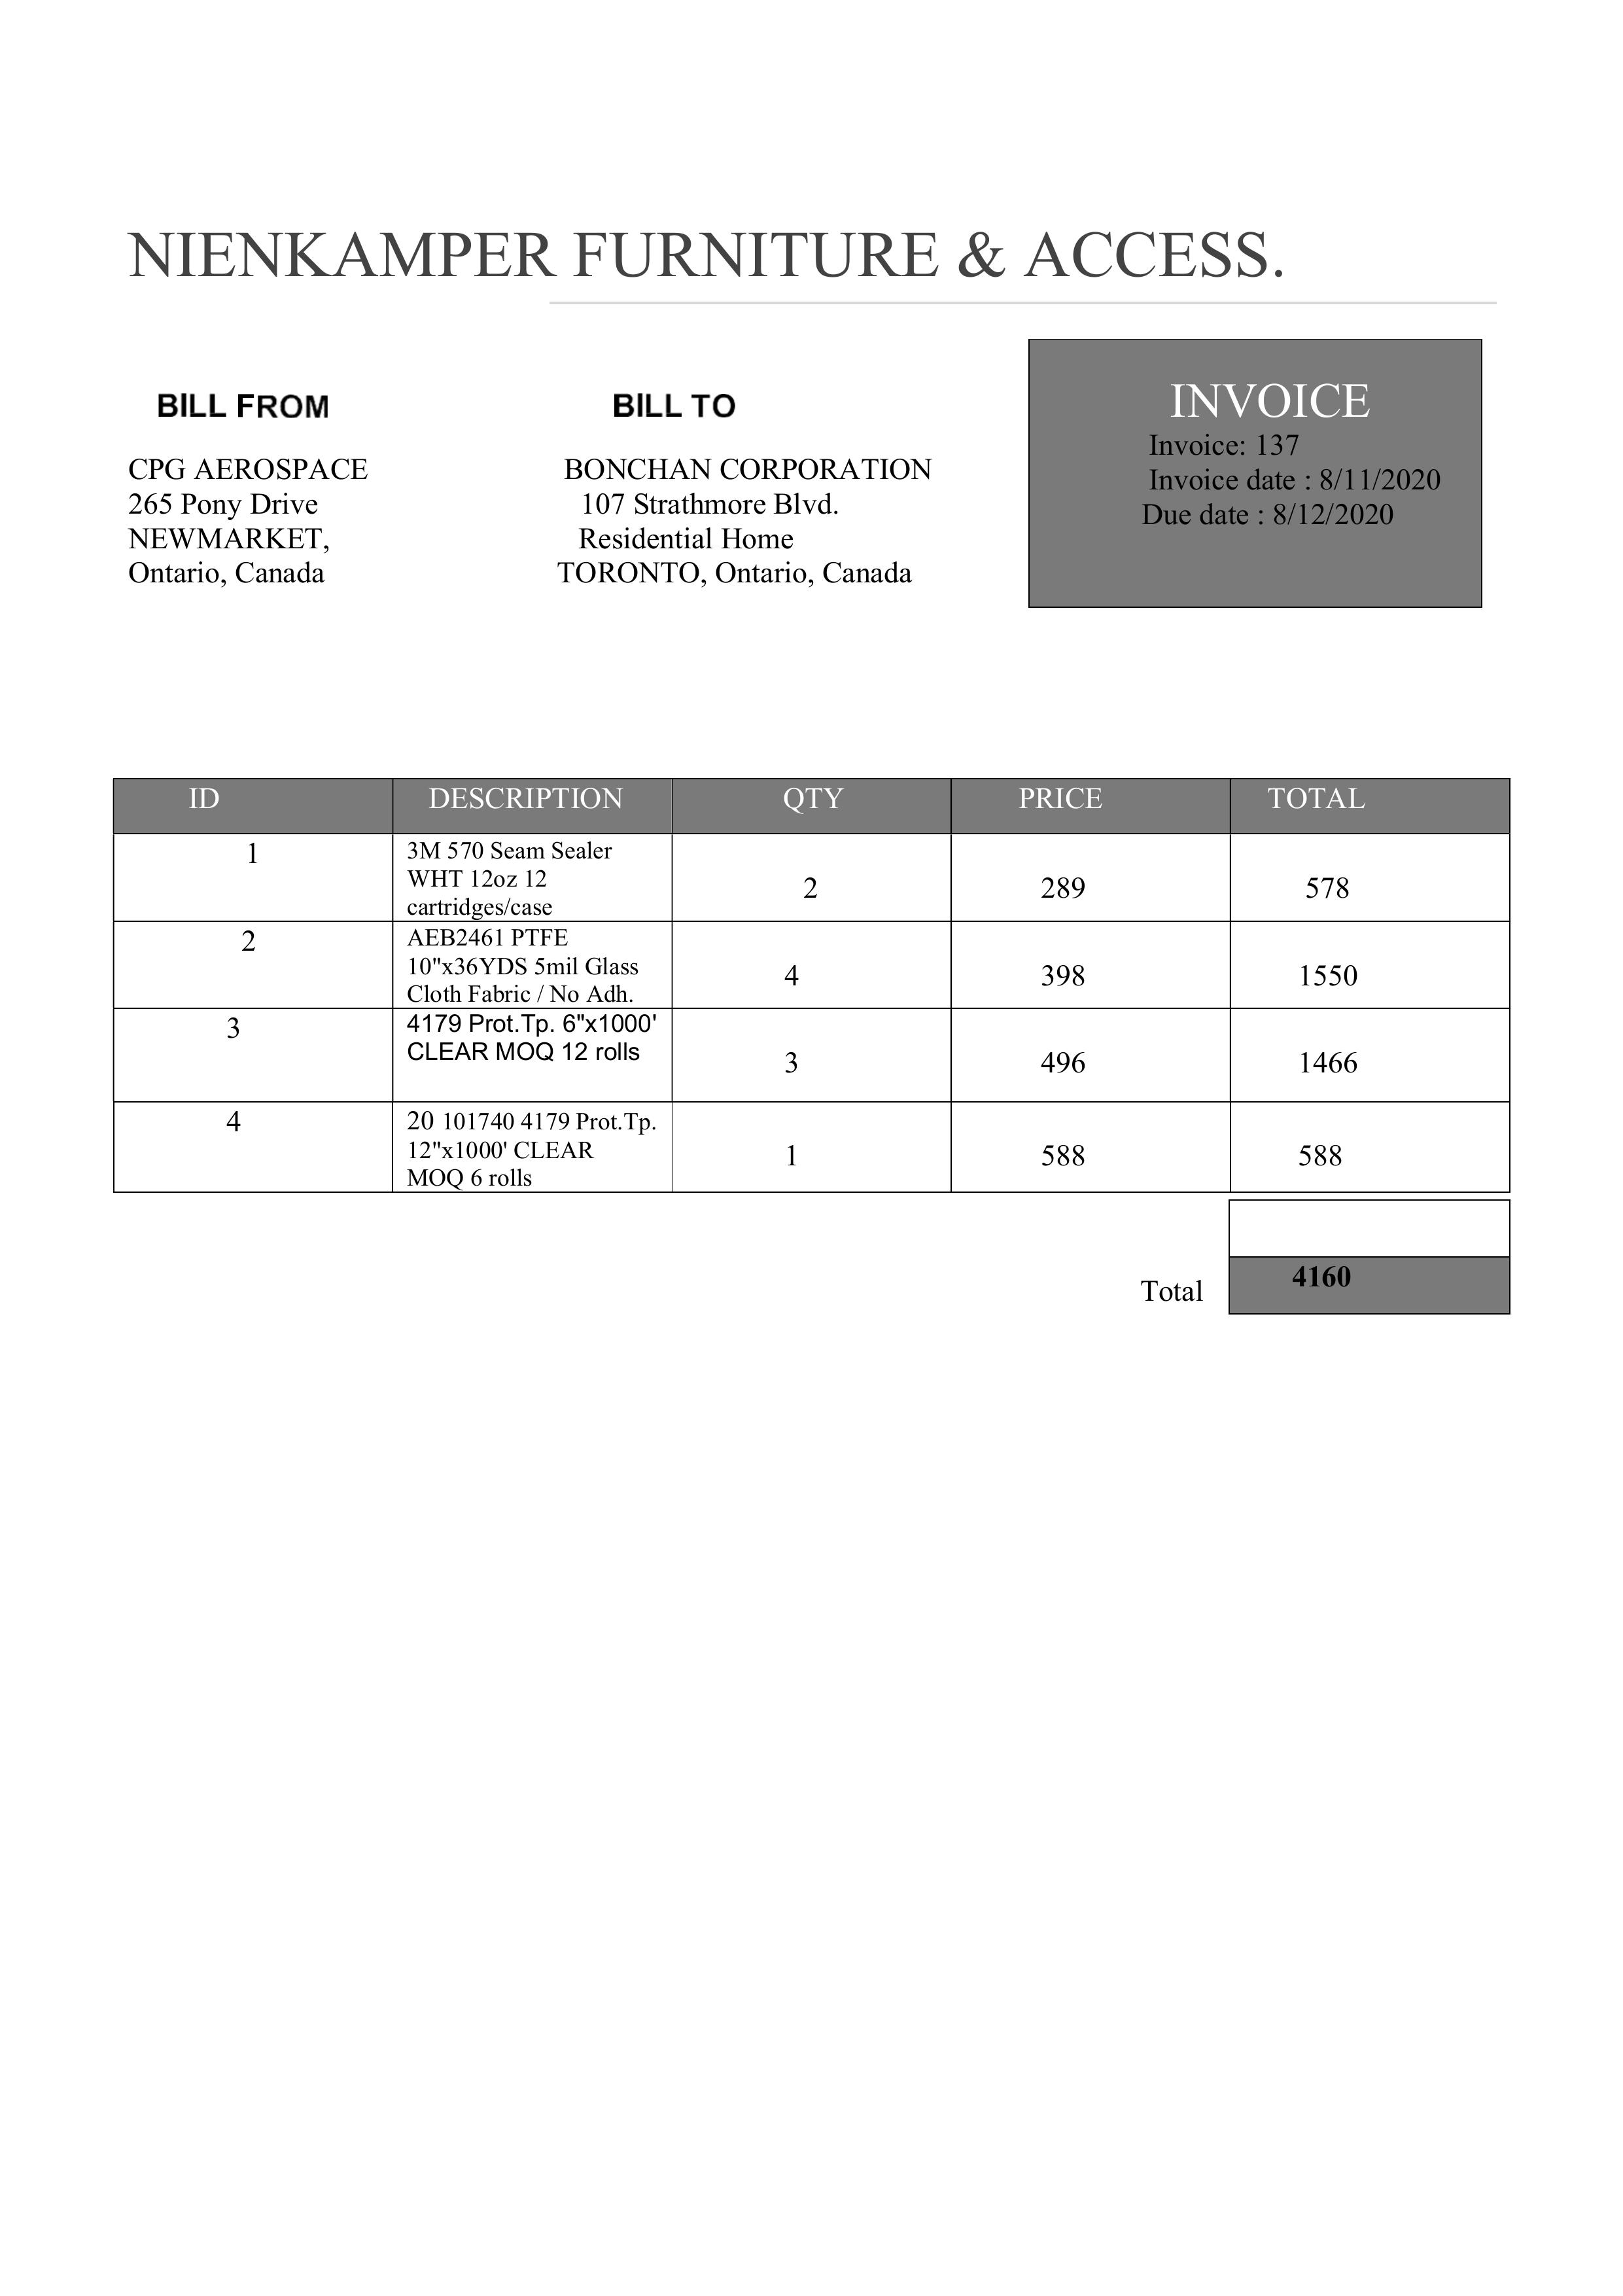 NIENKAMPER FURNITURE & ACCESS.
BILL FROM
CPG AEROSPACE
265 Pony Drive
NEWMARKET,
Ontario, Canada
BILL TO
BONCHAN CORPORATION
107 Strathmore Blvd.
Residential Home
TORONTO, Ontario, Canada
INVOICE
Invoice: 137
Invoice date : 8/11/2020
Due date : 8/12/2020
ID DESCRIPTION QTY PRICE TOTAL
1 3M 570 Seam Sealer
WHT 12oz 12
cartridges/case
2 289 578
2 AEB2461 PTFE
10"x36YDS 5mil Glass
Cloth Fabric / No Adh.
4 398 1550
3 4179 Prot.Tp. 6"x1000'
CLEAR MOQ 12 rolls
3 496 1466
4 20 101740 4179 Prot.Tp.
12"x1000' CLEAR
MOQ 6 rolls
1 588 588
Total 4160